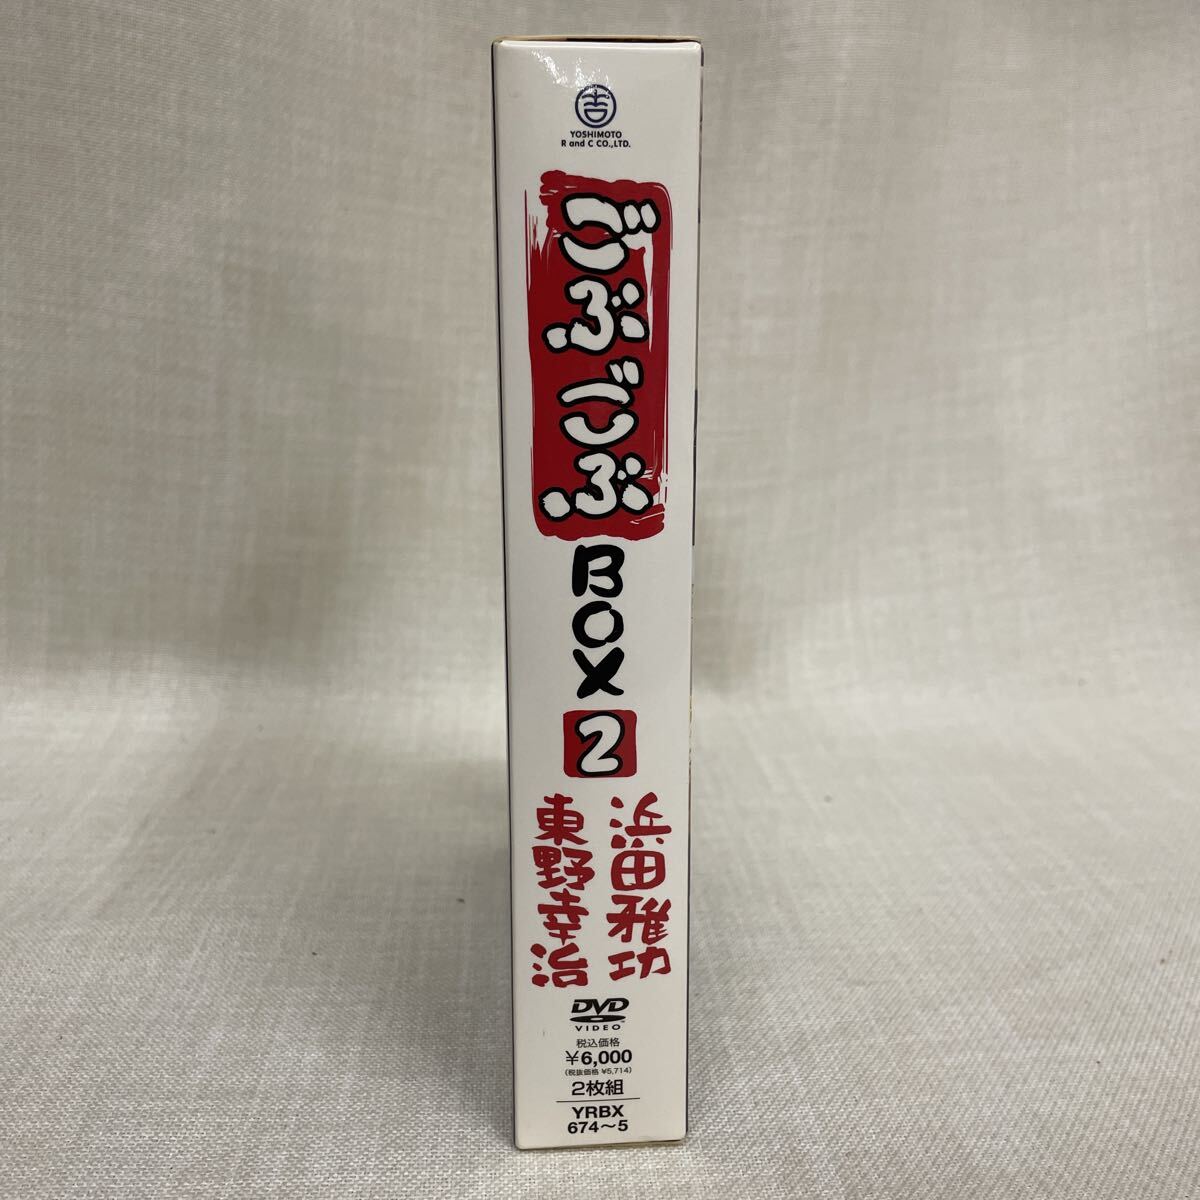 YOSHIMOTO
R and C CO.,LTD.
ごぶごぶ
BOX
2
浜田雅功
東野幸治
DVD
VIDEO
税込価格
¥6,000
(税抜価格 ¥5,714)
2枚組
YRBX
674〜5